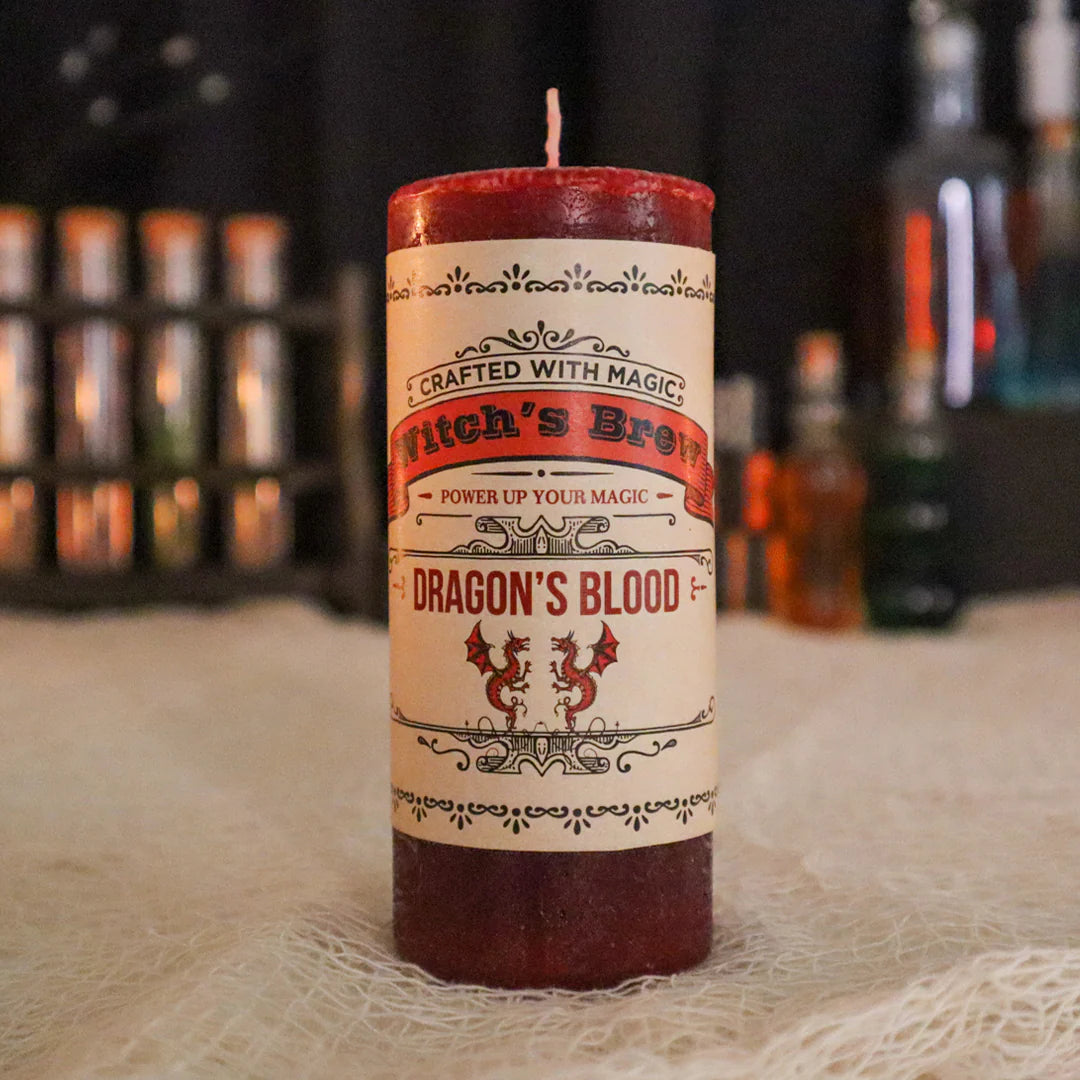 CRAFTED WITH MAGIC
Witch's Brew
POWER UP YOUR MAGIC
DRAGON'S BLOOD